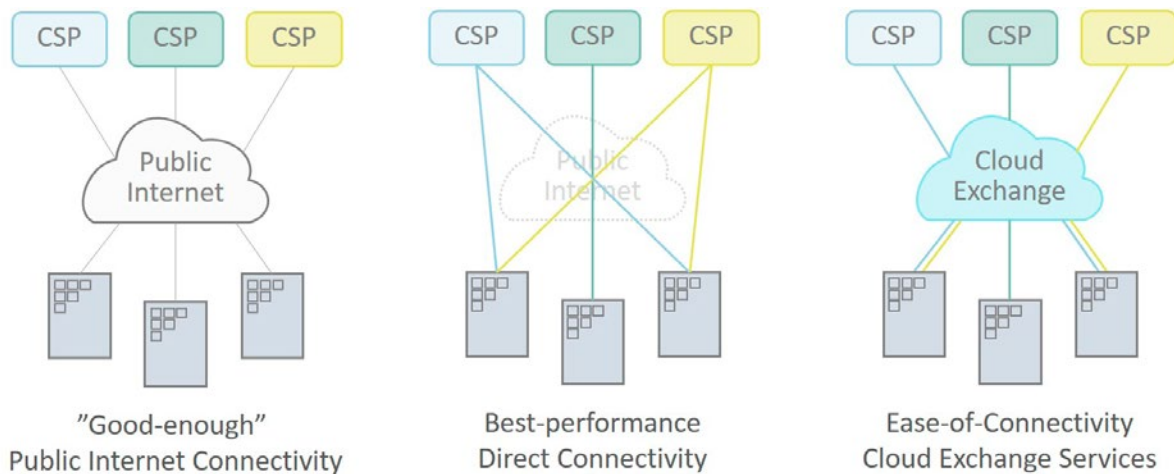 CSP
CSP
CSP
Public
Internet
”Good-enough”
Public Internet Connectivity
CSP
CSP
CSP
Public
Internet
Best-performance
Direct Connectivity
CSP
CSP
CSP
Cloud
Exchange
Ease-of-Connectivity
Cloud Exchange Services